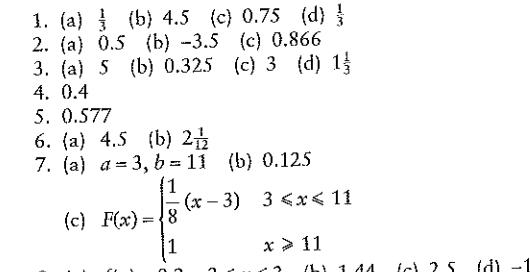 1. (a) 1/3 (b) 4.5 (c) 0.75 (d) 1/3
2. (a) 0.5 (b) –3.5 (c) 0.866
3. (a) 5 (b) 0.325 (c) 3 (d) 1 1/3
4. 0.4
5. 0.577
6. (a) 4.5 (b) 2 1/12
7. (a) a = 3, b = 11 (b) 0.125
(c) F(x) = { 1/8 (x – 3) 3 ⩽ x ⩽ 11
1 x ⩾ 11
(b) 1.44 (c) 2.5 (d) –1